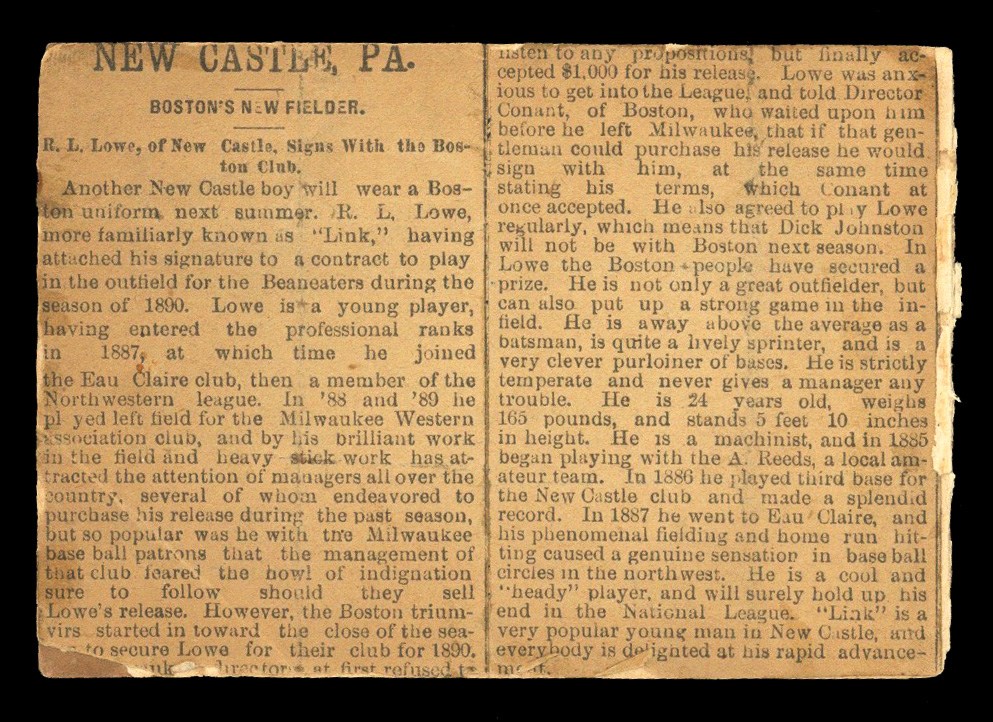 NEW CASTLE, PA.
BOSTON'S NEW FIELDER.
R. L. Lowe, of New Castle, Signs With the Bos-
ton Club.
Another New Castle boy will wear a Bos-
ton uniform next summer. R. L. Lowe,
more familiarly known as "Link," having
attached his signature to a contract to play
in the outfield for the Beaneaters during the
season of 1890. Lowe is a young player,
having entered the professional ranks
in 1887, at which time he joined
the Eau Claire club, then a member of the
Northwestern league. In '88 and '89 he
pl yed left field for the Milwaukee Western
association club, and by his brilliant work
in the field and heavy stick work has at-
tracted the attention of managers all over the
country, several of whom endeavored to
purchase his release during the past season,
but so popular was he with the Milwaukee
base ball patrons that the management of
that club feared the howl of indignation
sure to follow should they sell
Lowe's release. However, the Boston trium-
virs started in toward the close of the sea-
to secure Lowe for their club for 1890.
directors at first refused to
listen to any propositions, but finally ac-
cepted $1,000 for his release. Lowe was anx-
ious to get into the League, and told Director
Conant, of Boston, who waited upon him
before he left Milwaukee, that if that gen-
tleman could purchase his release he would
sign with him, at the same time
stating his terms, which Conant at
once accepted. He also agreed to play Lowe
regularly, which means that Dick Johnston
will not be with Boston next season. In
Lowe the Boston people have secured a
prize. He is not only a great outfielder, but
can also put up a strong game in the in-
field. He is away above the average as a
batsman, is quite a lively sprinter, and is a
very clever purloiner of bases. He is strictly
temperate and never gives a manager any
trouble. He is 24 years old, weighs
165 pounds, and stands 5 feet 10 inches
in height. He is a machinist, and in 1885
began playing with the A. Reeds, a local am-
ateur team. In 1886 he played third base for
the New Castle club and made a splendid
record. In 1887 he went to Eau Claire, and
his phenomenal fielding and home run hit-
ting caused a genuine sensation in base ball
circles in the northwest. He is a cool and
"heady" player, and will surely hold up his
end in the National League. "Link" is a
very popular young man in New Castle, and
everybody is delighted at his rapid advance-
ment.